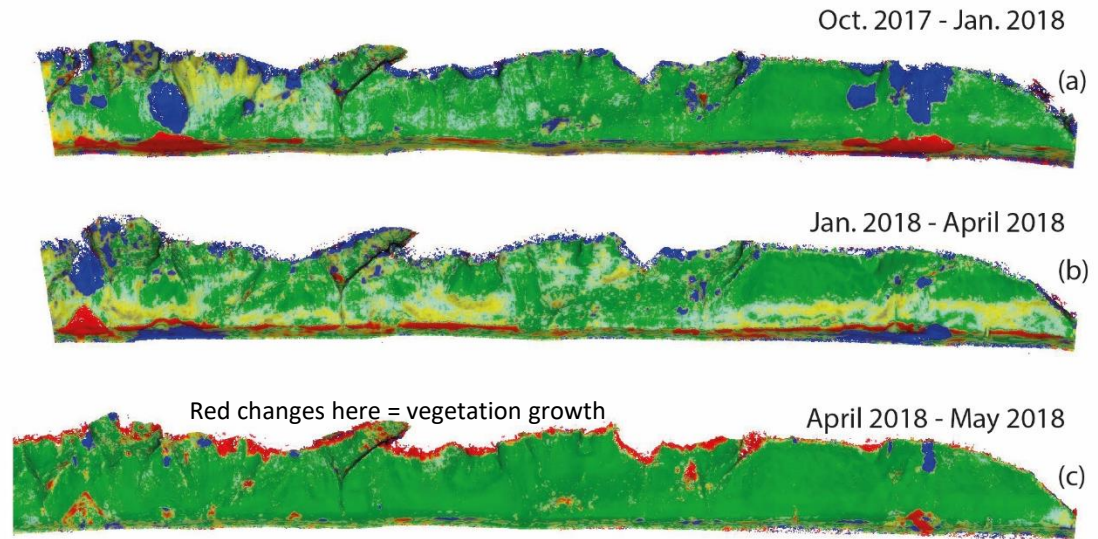 Oct. 2017 - Jan. 2018
(a)
Jan. 2018 - April 2018
(b)
Red changes here = vegetation growth
April 2018 - May 2018
(c)